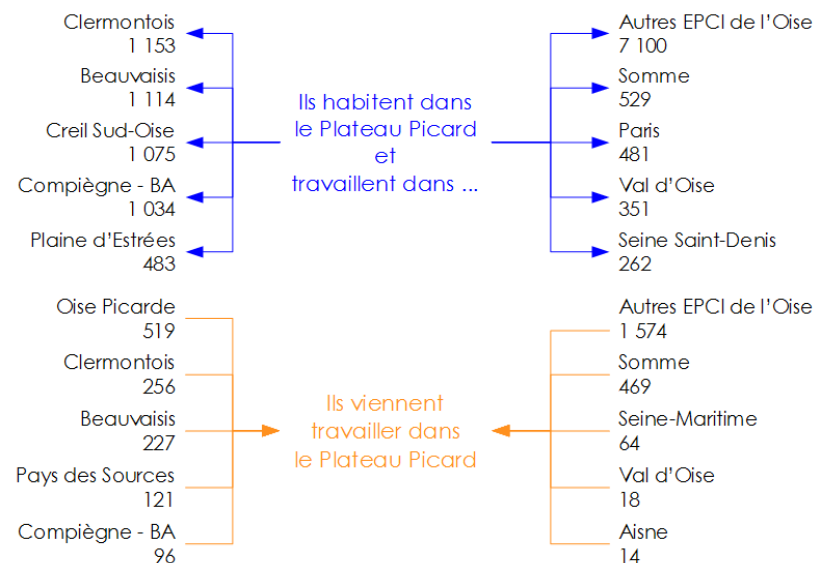 Clermontois
1 153
Beauvaisis
1 114
Creil Sud-Oise
1 075
Compiègne - BA
1 034
Plaine d'Estrées
483
Ils habitent dans
le Plateau Picard
et
travaillent dans ...
Autres EPCI de l'Oise
7 100
Somme
529
Paris
481
Val d'Oise
351
Seine Saint-Denis
262
Oise Picarde
519
Clermontois
256
Beauvaisis
227
Pays des Sources
121
Compiègne - BA
96
Ils viennent
travailler dans
le Plateau Picard
Autres EPCI de l'Oise
1 574
Somme
469
Seine-Maritime
64
Val d'Oise
18
Aisne
14